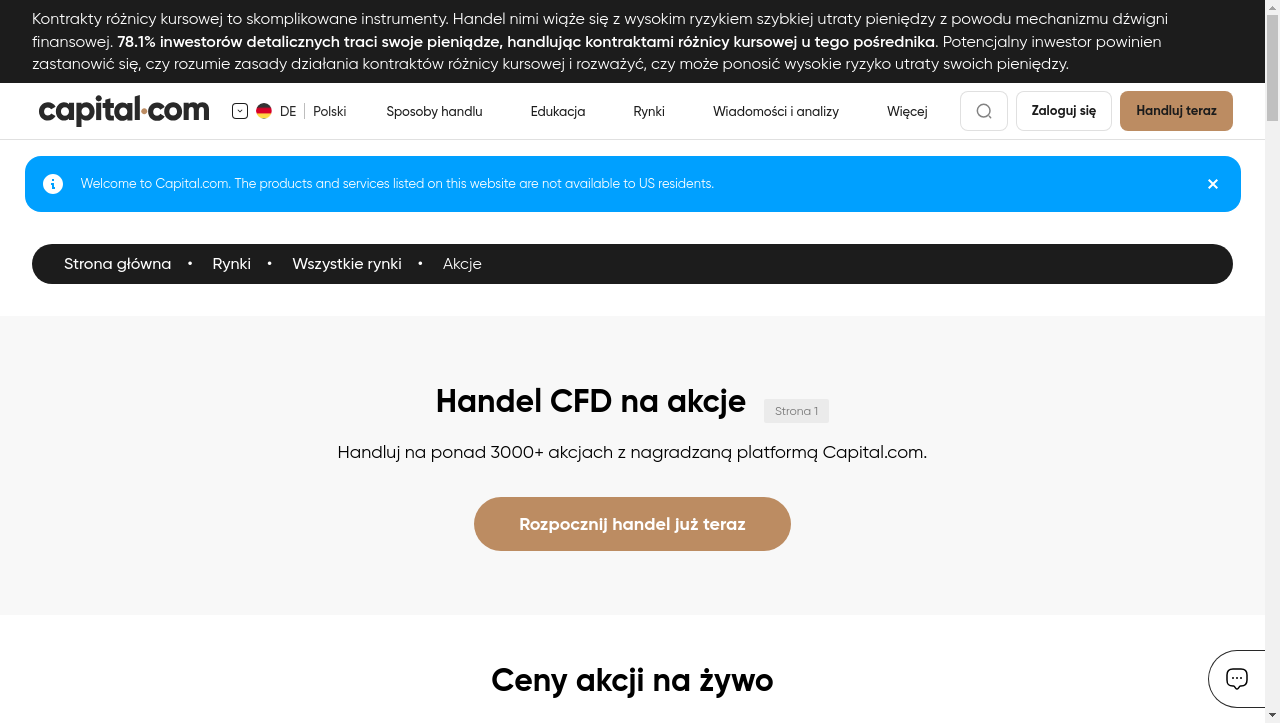 Kontrakty różnicy kursowej to skomplikowane instrumenty. Handel nimi wiąże się z wysokim ryzykiem szybkiej utraty pieniędzy z powodu mechanizmu dźwigni
finansowej. 78.1% inwestorów detalicznych traci swoje pieniądze, handlując kontraktami różnicy kursowej u tego pośrednika. Potencjalny inwestor powinien
zastanowić się, czy rozumie zasady działania kontraktów różnicy kursowej i rozważyć, czy może ponosić wysokie ryzyko utraty swoich pieniędzy.
capital.com DE Polski Sposoby handlu Edukacja Rynki Wiadomości i analizy Więcej Zaloguj się Handluj teraz
Welcome to Capital.com. The products and services listed on this website are not available to US residents.
Strona główna • Rynki • Wszystkie rynki • Akcje
Handel CFD na akcje Strona 1
Handluj na ponad 3000+ akcjach z nagradzaną platformą Capital.com.
Rozpocznij handel już teraz
Ceny akcji na żywo